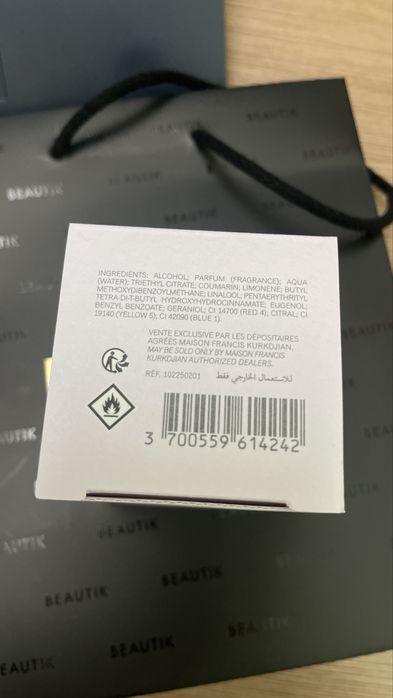 BEAUTIK
INGREDIENTS: ALCOHOL; PARFUM (FRAGRANCE); AQUA
(WATER); TRIETHYL CITRATE; COUMARIN; LIMONENE; BUTYL
METHOXYDIBENZOYLMETHANE; LINALOOL; PENTAERYTHRITYL
TETRA-DI-T-BUTYL HYDROXYHYDROCINNAMATE; EUGENOL;
BENZYL BENZOATE; GERANIOL; CI 14700 (RED 4); CITRAL; CI
19140 (YELLOW 5); CI 42090 (BLUE 1).
VENTE EXCLUSIVE PAR LES DÉPOSITAIRES
AGRÉES MAISON FRANCIS KURKDJIAN.
MAY BE SOLD ONLY BY MAISON FRANCIS
KURKDJIAN AUTHORIZED DEALERS.
RÉF. 102250201 للاستعمال الخارجي فقط
3 700559 614242
BEAUTIK
BEAUTIK
BEAUTIK
BEAUTIK
BEAUTIK